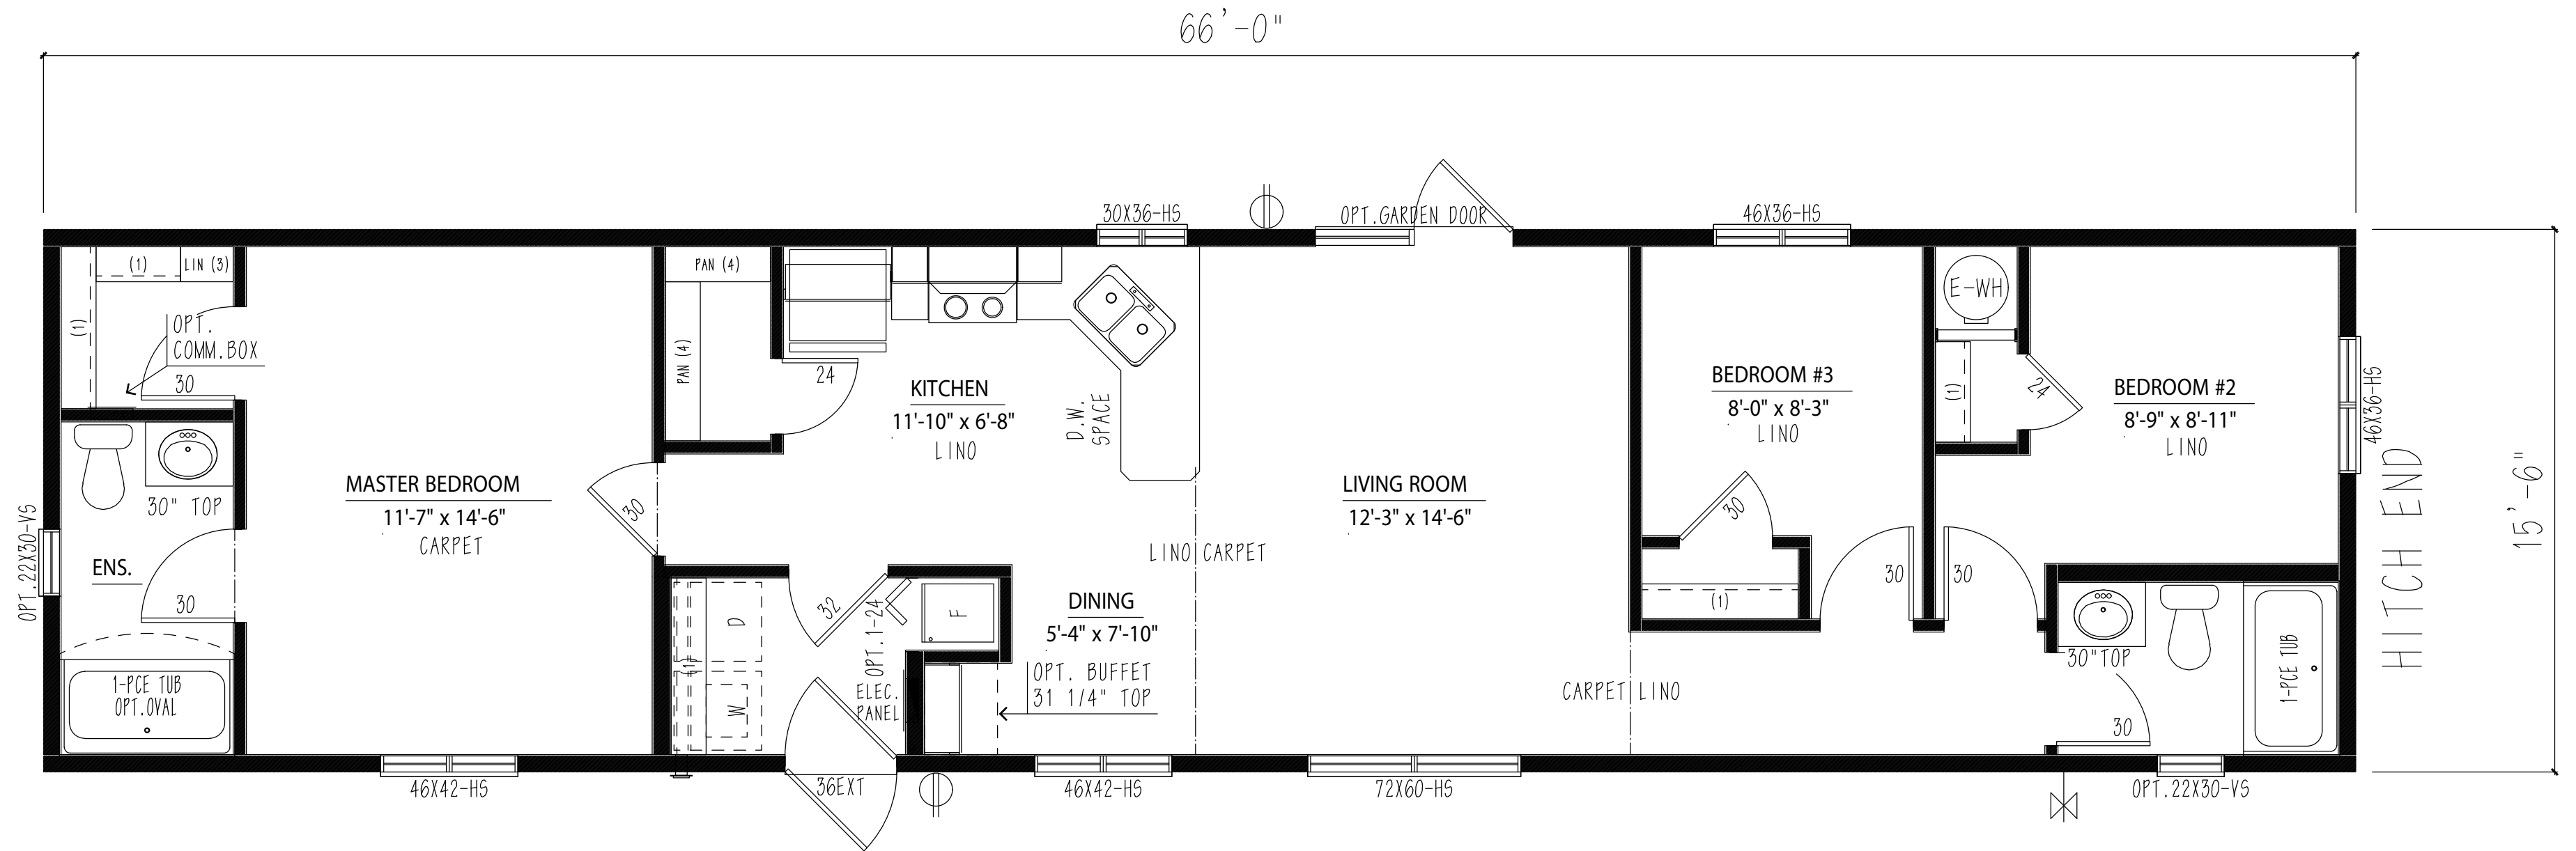 66'-0"
30X36-HS
OPT.GARDEN DOOR
46X36-HS
(1)
LIN (3)
PAN (4)
E-WH
(1)
OPT.
COMM.BOX
30
PAN (4)
24
KITCHEN
11'-10" x 6'-8"
LINO
D.W.
SPACE
BEDROOM #3
8'-0" x 8'-3"
LINO
(1)
24
BEDROOM #2
8'-9" x 8'-11"
LINO
46X36-HS
HITCH END
15'-6"
30" TOP
MASTER BEDROOM
11'-7" x 14'-6"
CARPET
30
LIVING ROOM
12'-3" x 14'-6"
30
OPT.22X30-VS
ENS.
30
LINO
CARPET
30
30
32
OPT.1-24
F
D
(1)
W
DINING
5'-4" x 7'-10"
(1)
30"TOP
1-PCE TUB
OPT.OVAL
ELEC.
PANEL
OPT. BUFFET
31 1/4" TOP
CARPET
LINO
30
1-PCE TUB
46X42-HS
36EXT
46X42-HS
72X60-HS
OPT.22X30-VS